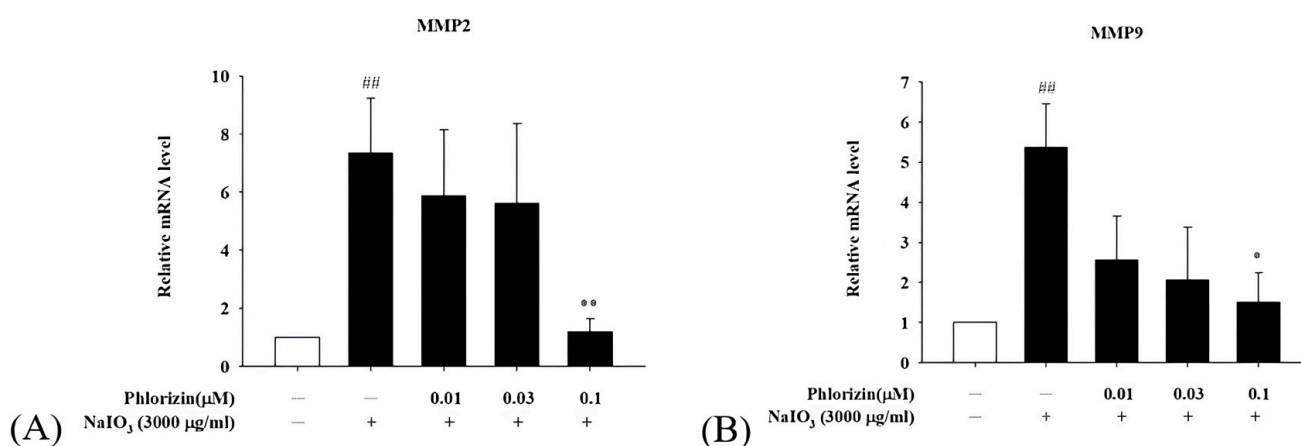 MMP2
##
**
Relative mRNA level
10
8
6
4
2
0
Phlorizin(μM) — — 0.01 0.03 0.1
NaIO3 (3000 μg/ml) — + + + +
(A)
MMP9
##
*
Relative mRNA level
7
6
5
4
3
2
1
0
Phlorizin(μM) — — 0.01 0.03 0.1
NaIO3 (3000 μg/ml) — + + + +
(B)